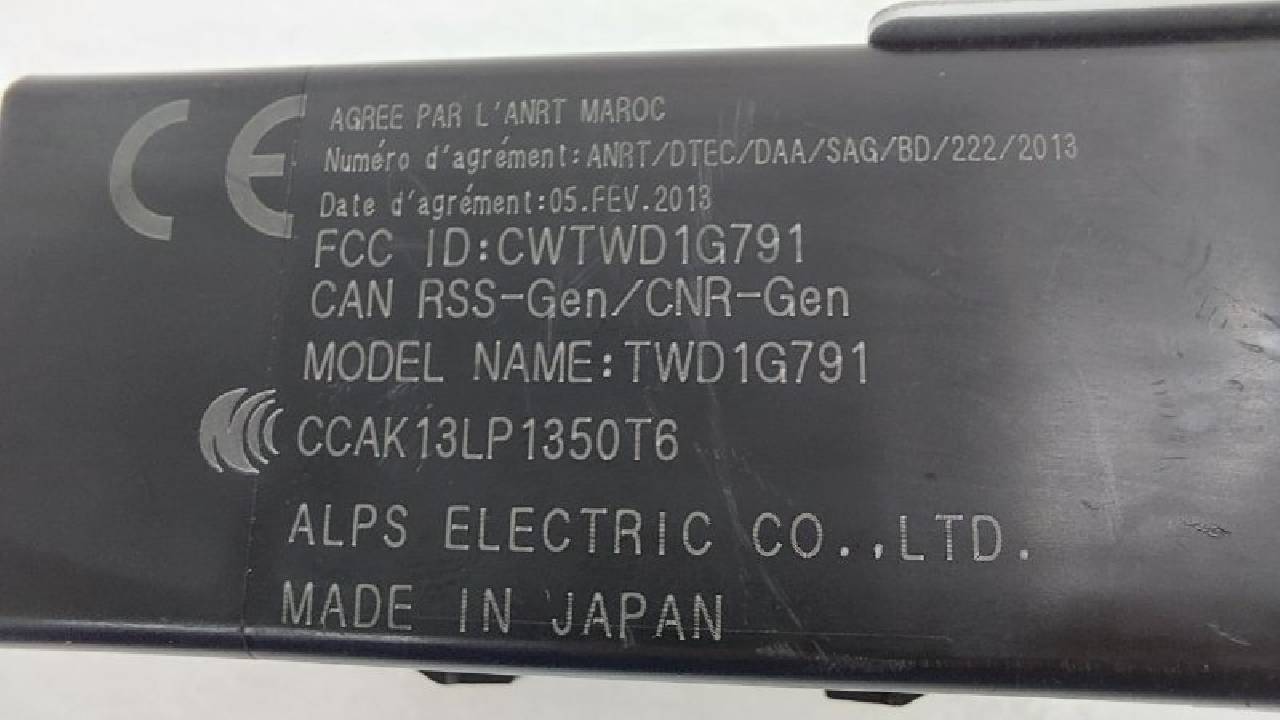 CE
AGREE PAR L'ANRT MAROC
Numéro d'agrément:ANRT/DTEC/DAA/SAG/BD/222/2013
Date d'agrément:05.FEV.2013
FCC ID:CWTWD1G791
CAN RSS-Gen/CNR-Gen
MODEL NAME:TWD1G791
CCAK13LP1350T6
ALPS ELECTRIC CO.,LTD.
MADE IN JAPAN